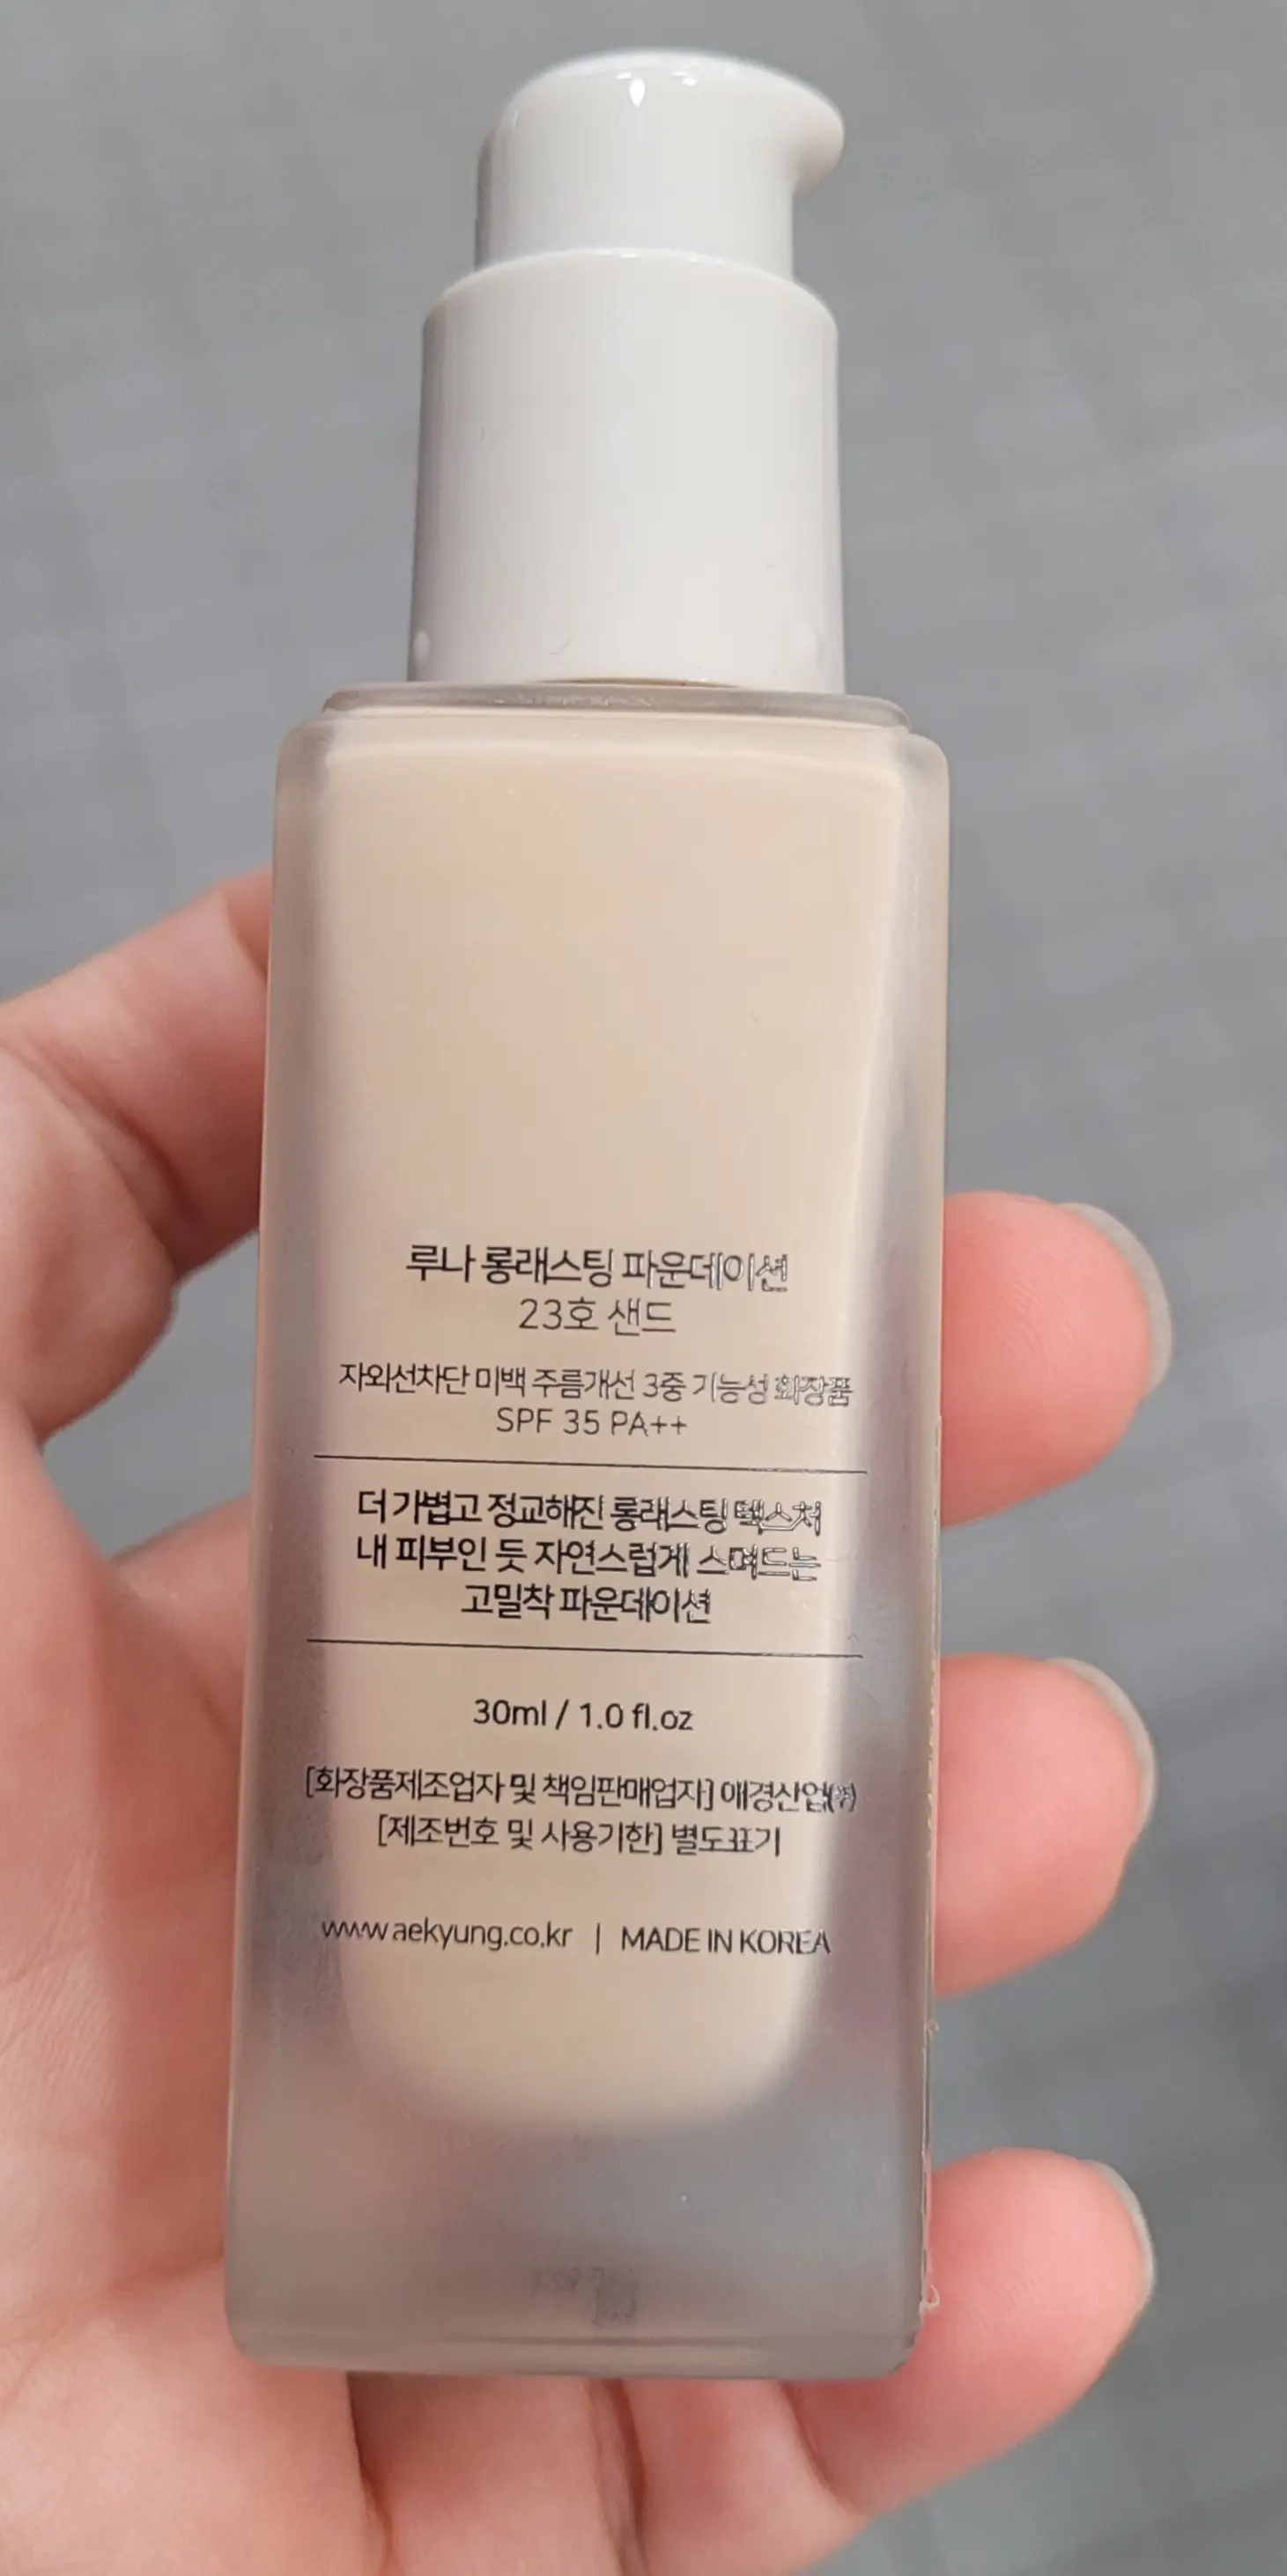 루나 롱래스팅 파운데이션
23호 샌드
자외선차단 미백 주름개선 3중 기능성 화장품
SPF 35 PA++
더 가볍고 정교해진 롱래스팅 텍스처
내 피부인 듯 자연스럽게 스며드는
고밀착 파운데이션
30ml / 1.0 fl.oz
[화장품제조업자 및 책임판매업자] 애경산업(주)
[제조번호 및 사용기한] 별도표기
www.aekyung.co.kr | MADE IN KOREA